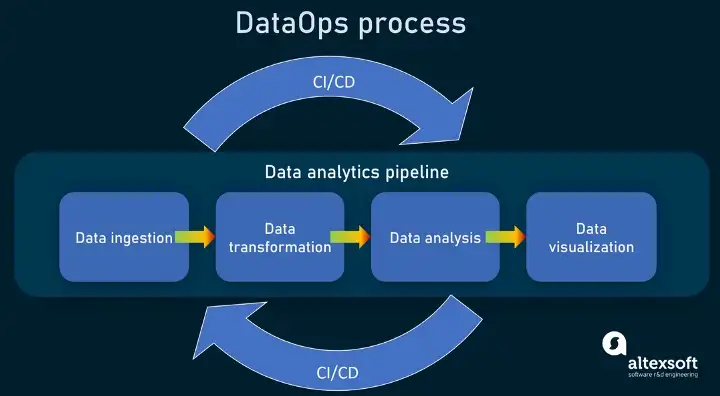 DataOps process
CI/CD
Data analytics pipeline
Data ingestion
Data
transformation
Data analysis
Data
visualization
CI/CD
altexsoft
software r&d engineering